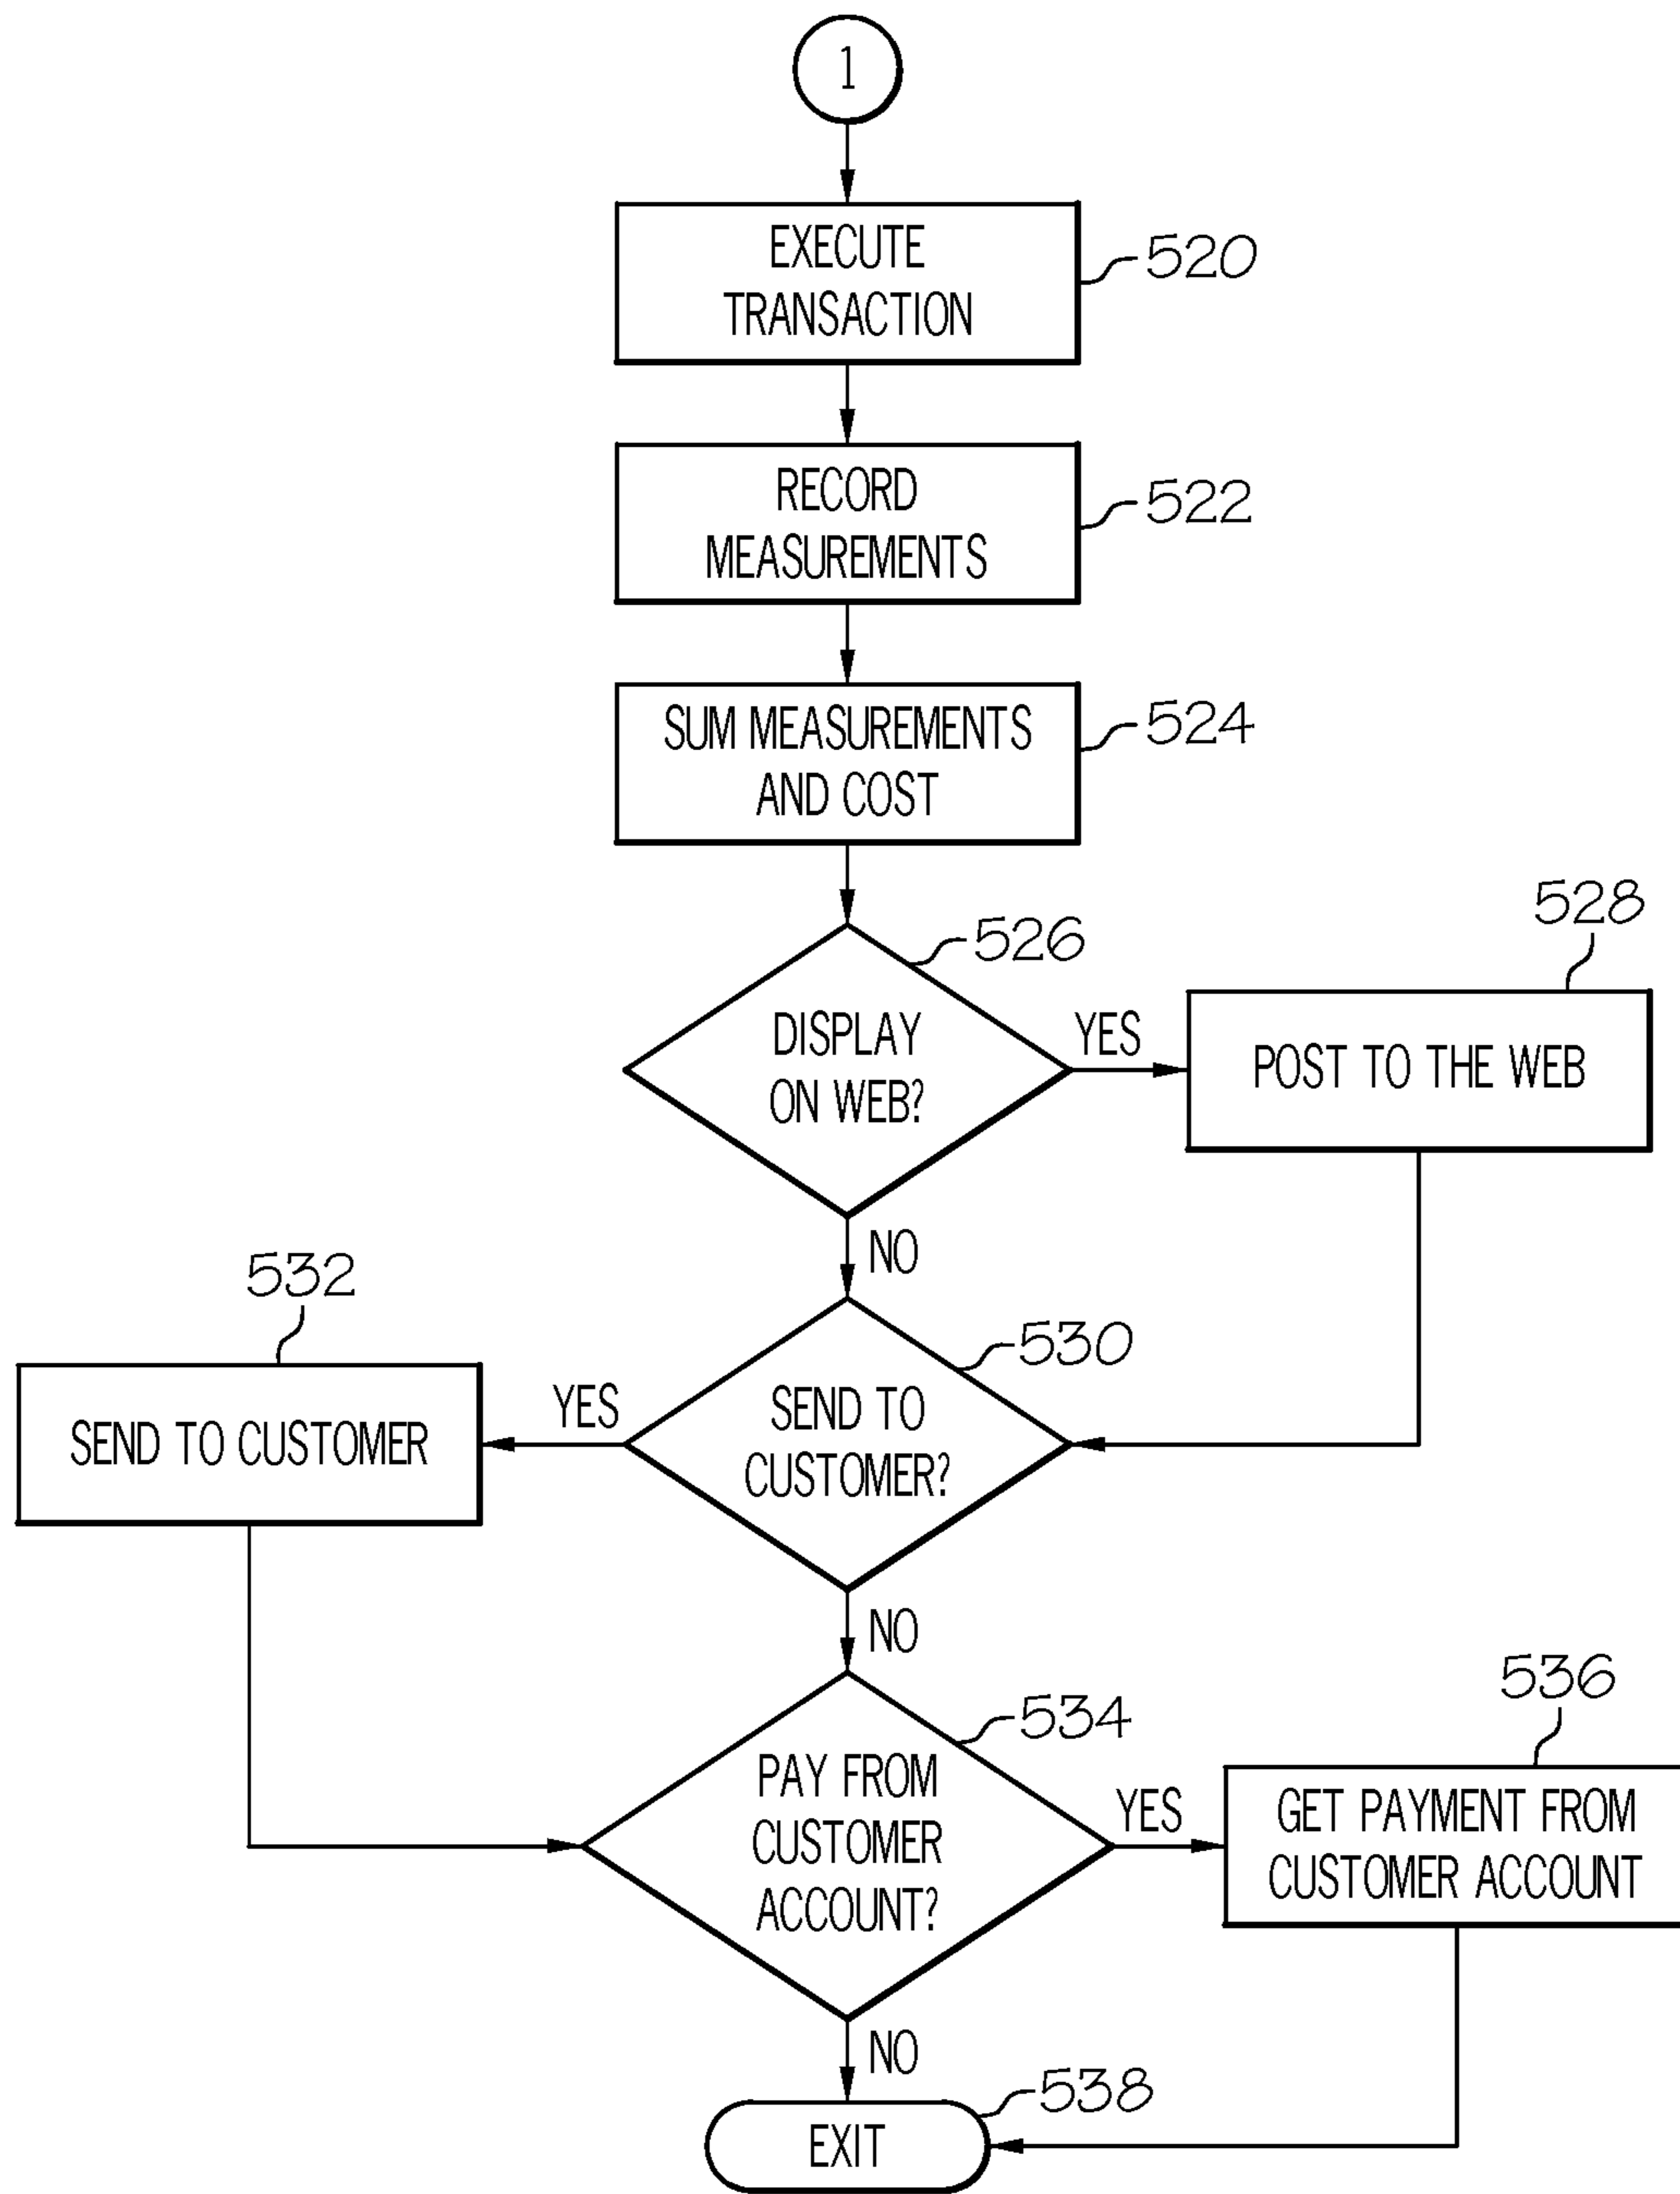 1
EXECUTE
TRANSACTION
520
RECORD
MEASUREMENTS
522
SUM MEASUREMENTS
AND COST
524
526
DISPLAY
ON WEB?
YES
528
POST TO THE WEB
NO
532
SEND TO CUSTOMER
YES
530
SEND TO
CUSTOMER?
NO
534
PAY FROM
CUSTOMER
ACCOUNT?
YES
536
GET PAYMENT FROM
CUSTOMER ACCOUNT
NO
538
EXIT